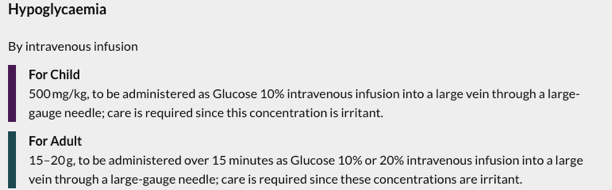 Hypoglycaemia
By intravenous infusion
For Child
500 mg/kg, to be administered as Glucose 10% intravenous infusion into a large vein through a large-
gauge needle; care is required since this concentration is irritant.
For Adult
15–20 g, to be administered over 15 minutes as Glucose 10% or 20% intravenous infusion into a large
vein through a large-gauge needle; care is required since these concentrations are irritant.